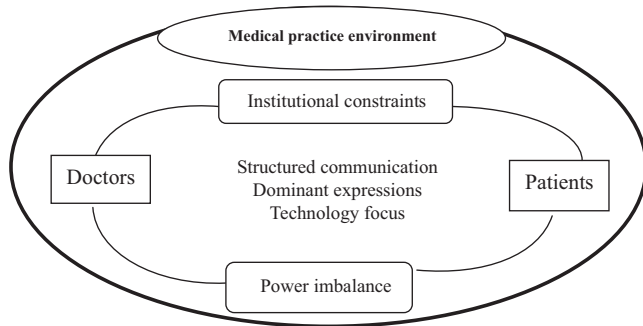 Medical practice environment
Institutional constraints
Doctors
Structured communication
Dominant expressions
Technology focus
Patients
Power imbalance